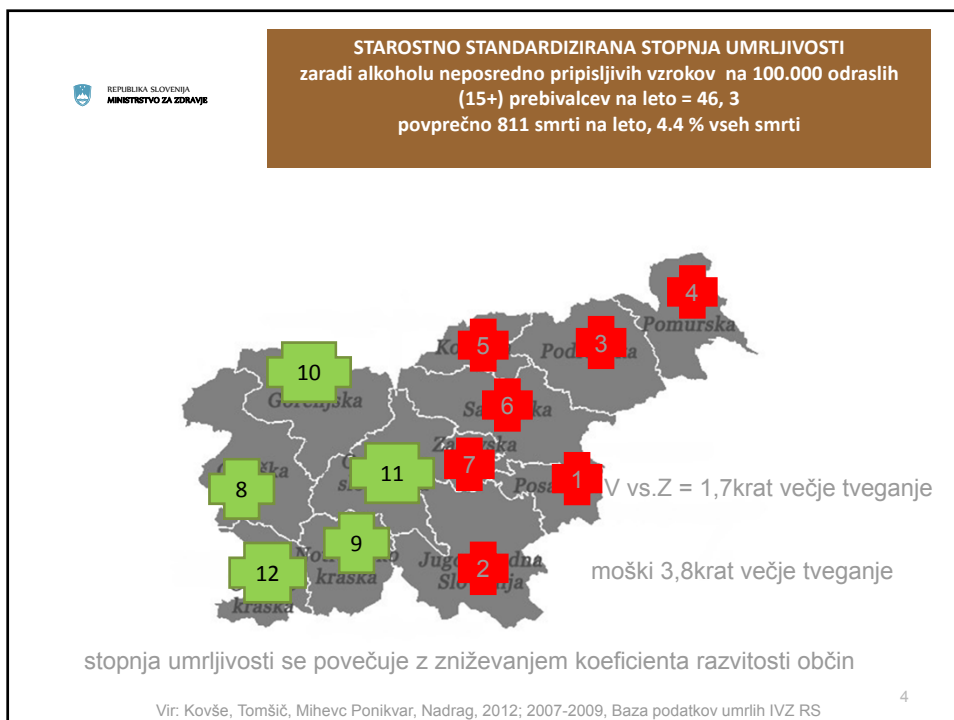 REPUBLIKA SLOVENIJA
MINISTRSTVO ZA ZDRAVJE
STAROSTNO STANDARDIZIRANA STOPNJA UMRLJIVOSTI
zaradi alkoholu neposredno pripisljivih vzrokov na 100.000 odraslih
(15+) prebivalcev na leto = 46, 3
povprečno 811 smrti na leto, 4.4 % vseh smrti
4
Pomurska
5
3
10
Gorenjska
6
11
7
8
1
V vs.Z = 1,7krat večje tveganje
9
kraška
2
12
kraška
moški 3,8krat večje tveganje
stopnja umrljivosti se povečuje z zniževanjem koeficienta razvitosti občin
Vir: Kovše, Tomšič, Mihevc Ponikvar, Nadrag, 2012; 2007-2009, Baza podatkov umrlih IVZ RS
4